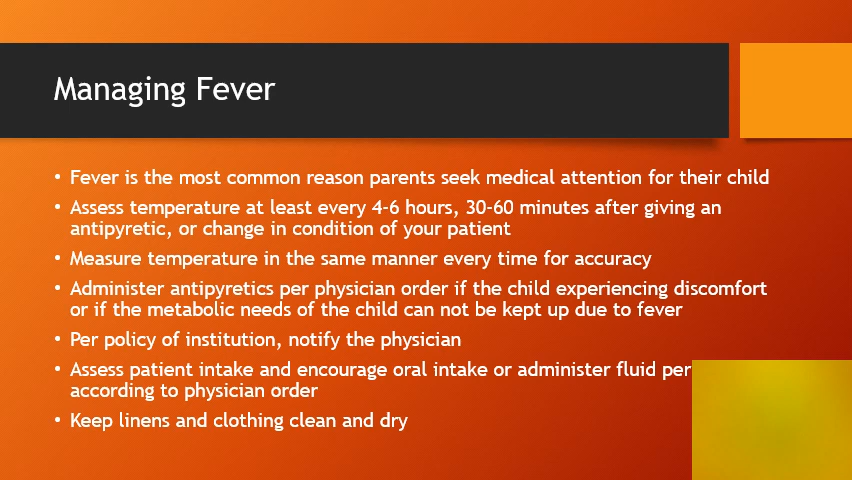 Managing Fever
• Fever is the most common reason parents seek medical attention for their child
• Assess temperature at least every 4-6 hours, 30-60 minutes after giving an
antipyretic, or change in condition of your patient
• Measure temperature in the same manner every time for accuracy
• Administer antipyretics per physician order if the child experiencing discomfort
or if the metabolic needs of the child can not be kept up due to fever
• Per policy of institution, notify the physician
• Assess patient intake and encourage oral intake or administer fluid per
according to physician order
• Keep linens and clothing clean and dry